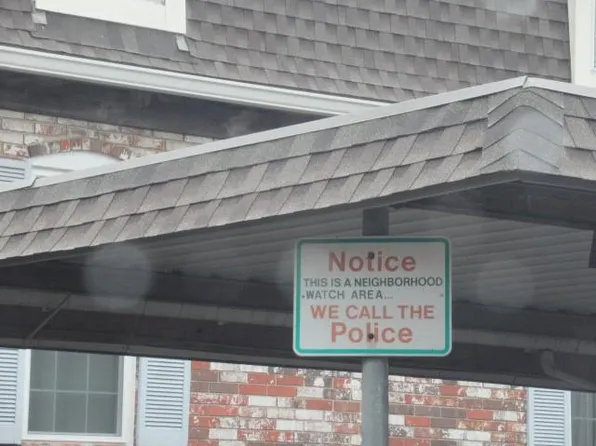 Notice
THIS IS A NEIGHBORHOOD
WATCH AREA...
WE CALL THE
Police